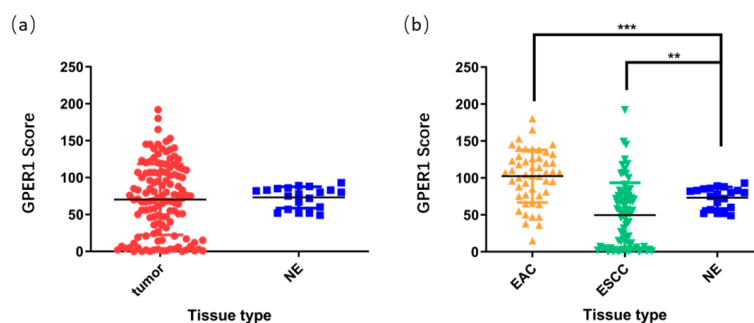 (a)
250
200
150
100
50
0
GPER1 Score
tumor
NE
Tissue type
(b)
***
**
250
200
150
100
50
0
GPER1 Score
EAC
ESCC
NE
Tissue type